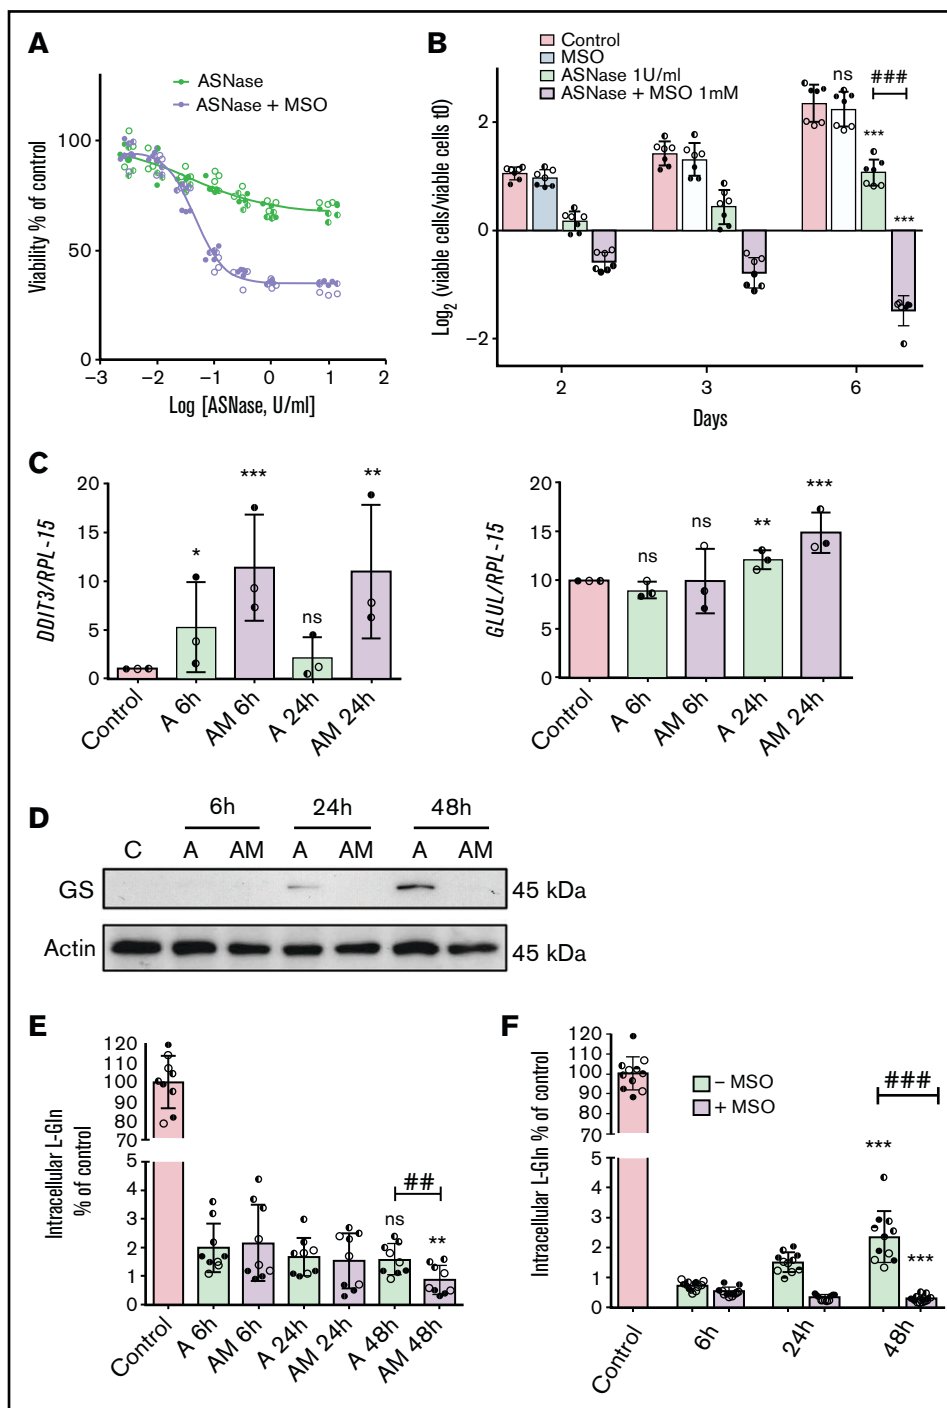 A
ASNase
ASNase + MSO
Viability % of control
100
50
0
−3
−2
−1
0
1
2
Log [ASNase, U/ml]
B
Control
MSO
ASNase 1U/ml
ASNase + MSO 1mM
Log2 (viable cells/viable cells t0)
2
0
−2
ns
###
***
***
2
3
6
Days
C
DDIT3/RPL-15
20
15
10
5
0
*
***
ns
**
Control
A 6h
AM 6h
A 24h
AM 24h
GLUL/RPL-15
20
15
10
5
0
ns
ns
**
***
Control
A 6h
AM 6h
A 24h
AM 24h
D
6h
24h
48h
C
A
AM
A
AM
A
AM
GS
45 kDa
Actin
45 kDa
E
Intracellular L-Gln
% of control
120
110
100
90
80
70
5
4
3
2
1
0
##
ns
**
Control
A 6h
AM 6h
A 24h
AM 24h
A 48h
AM 48h
F
Intracellular L-Gln % of control
120
110
100
90
80
70
5
4
3
2
1
0
− MSO
+ MSO
###
***
***
Control
6h
24h
48h